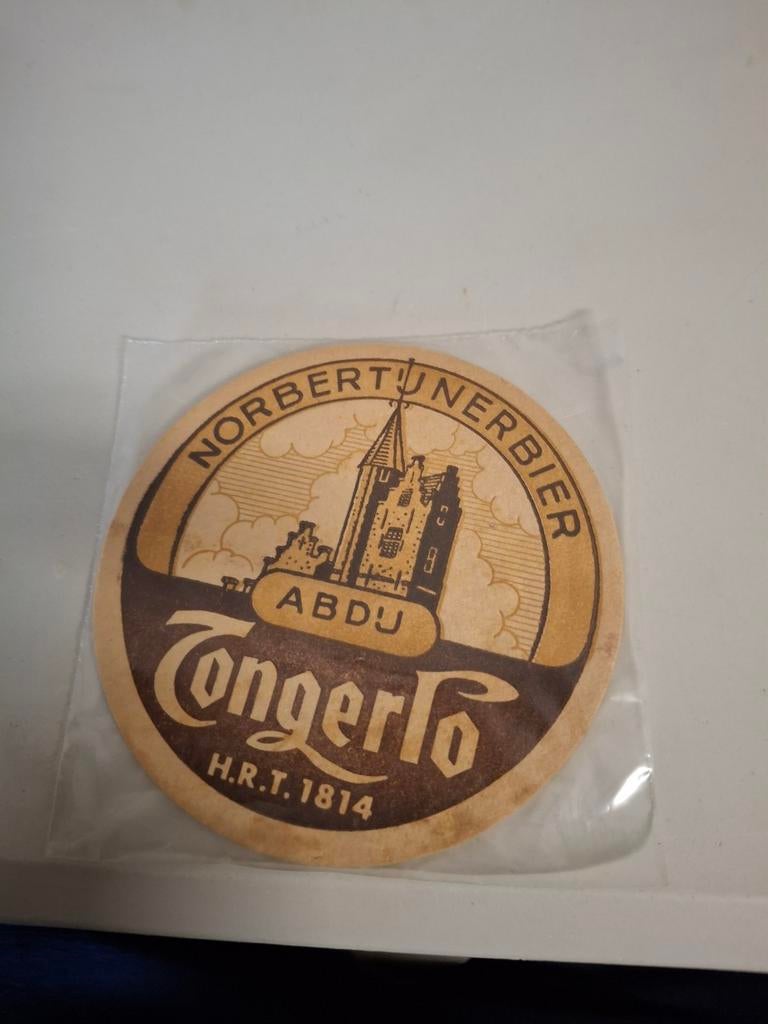 NORBERTIJNERBIER
ABDIJ
Tongerlo
H.R.T. 1814